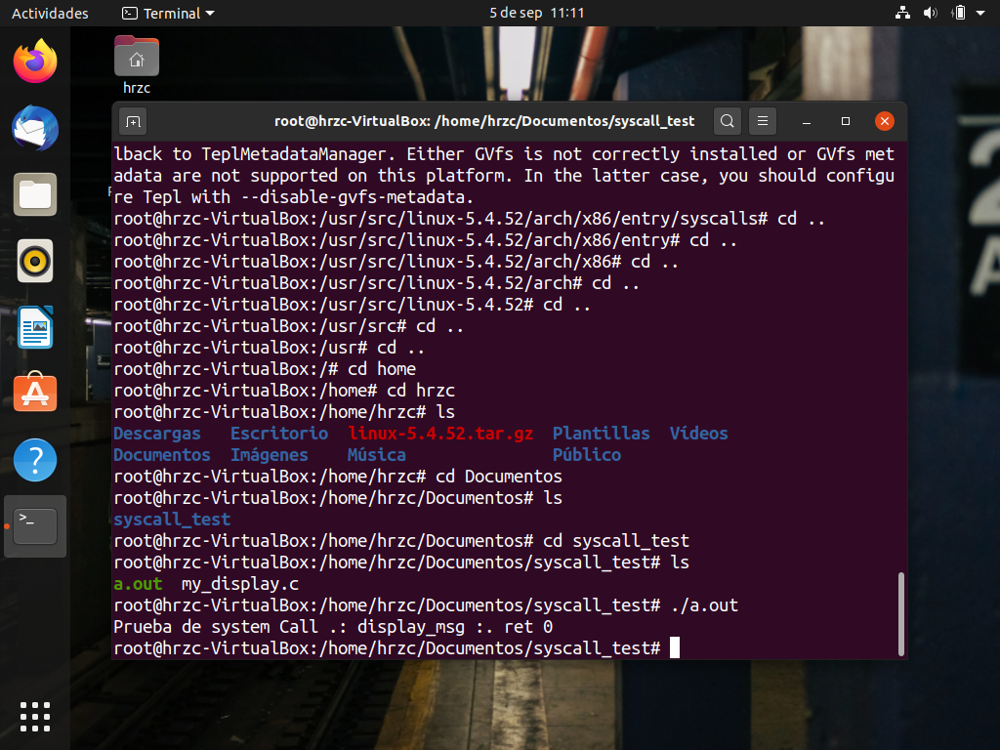 Actividades
Terminal
5 de sep 11:11
hrzc
root@hrzc-VirtualBox: /home/hrzc/Documentos/syscall_test
lback to TeplMetadataManager. Either GVfs is not correctly installed or GVfs met
adata are not supported on this platform. In the latter case, you should configu
re Tepl with --disable-gvfs-metadata.
root@hrzc-VirtualBox:/usr/src/linux-5.4.52/arch/x86/entry/syscalls# cd ..
root@hrzc-VirtualBox:/usr/src/linux-5.4.52/arch/x86/entry# cd ..
root@hrzc-VirtualBox:/usr/src/linux-5.4.52/arch/x86# cd ..
root@hrzc-VirtualBox:/usr/src/linux-5.4.52/arch# cd ..
root@hrzc-VirtualBox:/usr/src/linux-5.4.52# cd ..
root@hrzc-VirtualBox:/usr/src# cd ..
root@hrzc-VirtualBox:/usr# cd ..
root@hrzc-VirtualBox:/# cd home
root@hrzc-VirtualBox:/home# cd hrzc
root@hrzc-VirtualBox:/home/hrzc# ls
Descargas Escritorio linux-5.4.52.tar.gz Plantillas Vídeos
Documentos Imágenes Música Público
root@hrzc-VirtualBox:/home/hrzc# cd Documentos
root@hrzc-VirtualBox:/home/hrzc/Documentos# ls
syscall_test
root@hrzc-VirtualBox:/home/hrzc/Documentos# cd syscall_test
root@hrzc-VirtualBox:/home/hrzc/Documentos/syscall_test# ls
a.out my_display.c
root@hrzc-VirtualBox:/home/hrzc/Documentos/syscall_test# ./a.out
Prueba de system Call .: display_msg :. ret 0
root@hrzc-VirtualBox:/home/hrzc/Documentos/syscall_test#